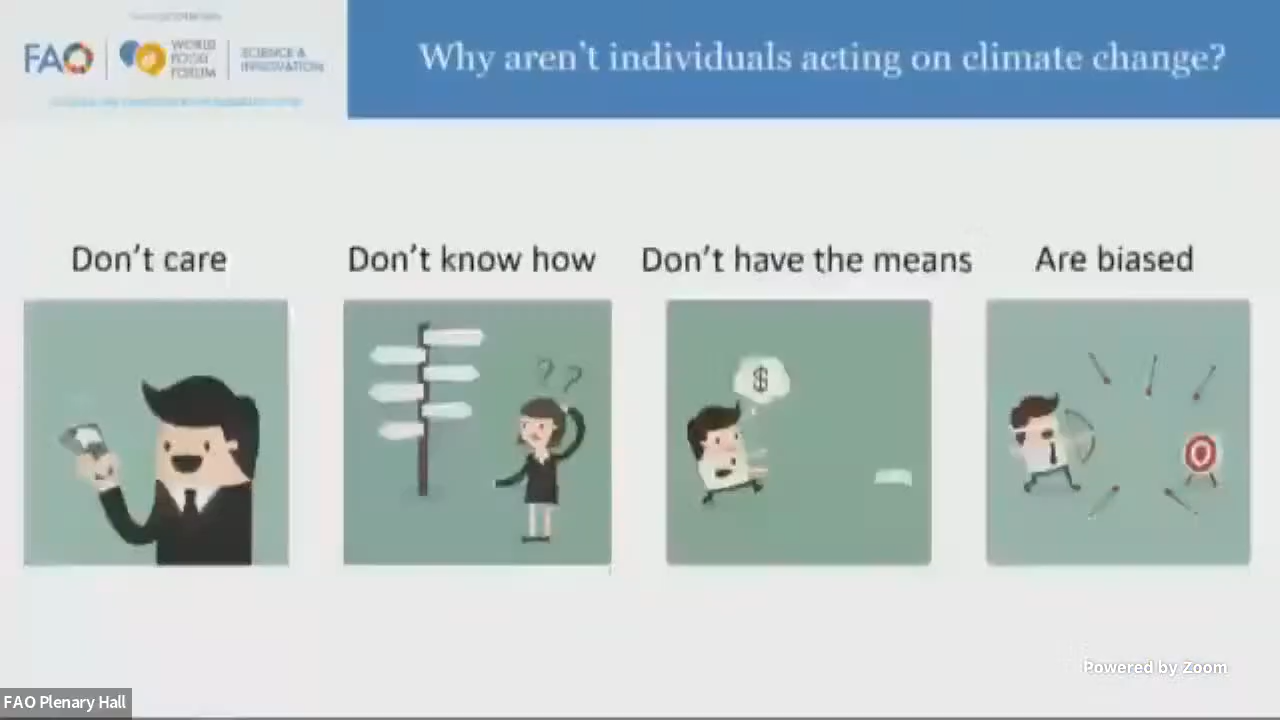 FAO
WORLD
FOOD
FORUM
SCIENCE &
INNOVATION
Why aren't individuals acting on climate change?
Don't care
Don't know how
Don't have the means
Are biased
? ?
$
Powered by Zoom
FAO Plenary Hall